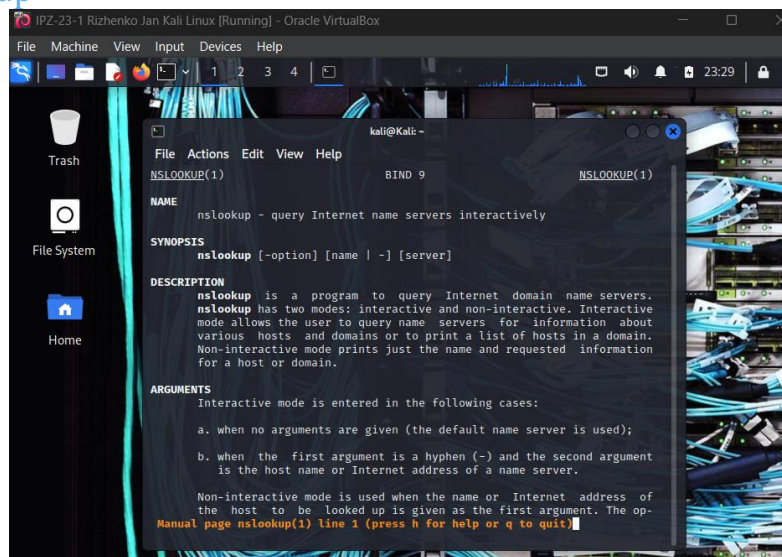 up
IPZ-23-1 Rizhenko Jan Kali Linux [Running] - Oracle VirtualBox
File Machine View Input Devices Help
1 2 3 4 23:29
kali@Kali: ~
File Actions Edit View Help
Trash
File System
Home
NSLOOKUP(1) BIND 9 NSLOOKUP(1)
NAME
nslookup - query Internet name servers interactively
SYNOPSIS
nslookup [-option] [name | -] [server]
DESCRIPTION
nslookup is a program to query Internet domain name servers.
nslookup has two modes: interactive and non-interactive. Interactive
mode allows the user to query name servers for information about
various hosts and domains or to print a list of hosts in a domain.
Non-interactive mode prints just the name and requested information
for a host or domain.
ARGUMENTS
Interactive mode is entered in the following cases:
a. when no arguments are given (the default name server is used);
b. when the first argument is a hyphen (-) and the second argument
is the host name or Internet address of a name server.
Non-interactive mode is used when the name or Internet address of
the host to be looked up is given as the first argument. The op-
Manual page nslookup(1) line 1 (press h for help or q to quit)